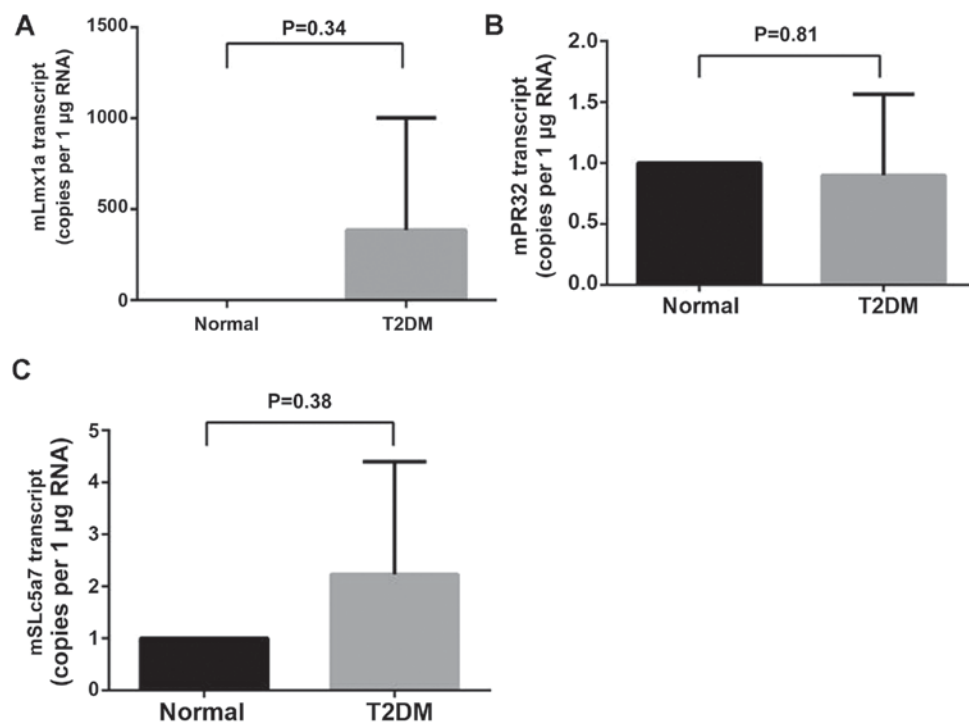 A
mLmx1a transcript
(copies per 1 µg RNA)
1500
1000
500
0
P=0.34
Normal
T2DM
B
mPR32 transcript
(copies per 1 µg RNA)
2.0
1.5
1.0
0.5
0.0
P=0.81
Normal
T2DM
C
mSLc5a7 transcript
(copies per 1 µg RNA)
5
4
3
2
1
0
P=0.38
Normal
T2DM